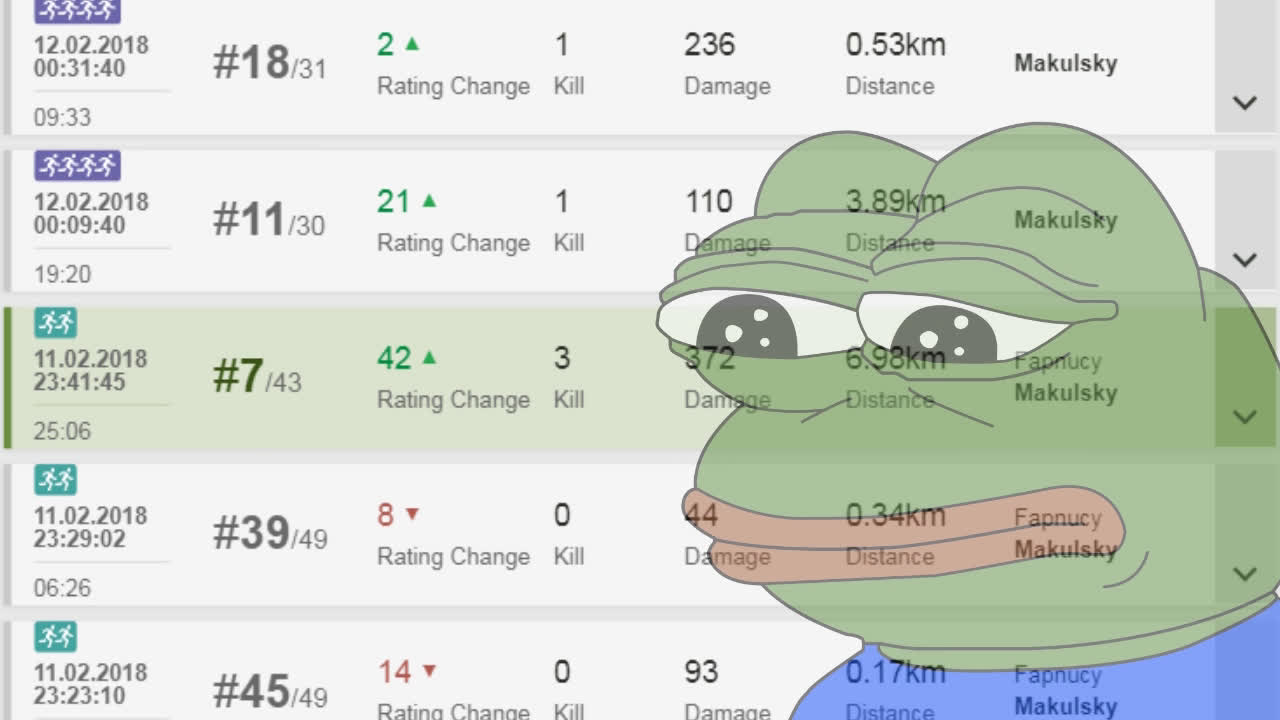 12.02.2018
00:31:40
09:33
#18/31
2 ▲
Rating Change
1
Kill
236
Damage
0.53km
Distance
Makulsky
12.02.2018
00:09:40
19:20
#11/30
21 ▲
Rating Change
1
Kill
110
Damage
3.89km
Distance
Makulsky
11.02.2018
23:41:45
25:06
#7/43
42 ▲
Rating Change
3
Kill
372
Damage
6.98km
Distance
Fapnucy
Makulsky
11.02.2018
23:29:02
06:26
#39/49
8 ▼
Rating Change
0
Kill
44
Damage
0.34km
Distance
Fapnucy
Makulsky
11.02.2018
23:23:10
#45/49
14 ▼
Rating Change
0
Kill
93
Damage
0.17km
Distance
Fapnucy
Makulsky